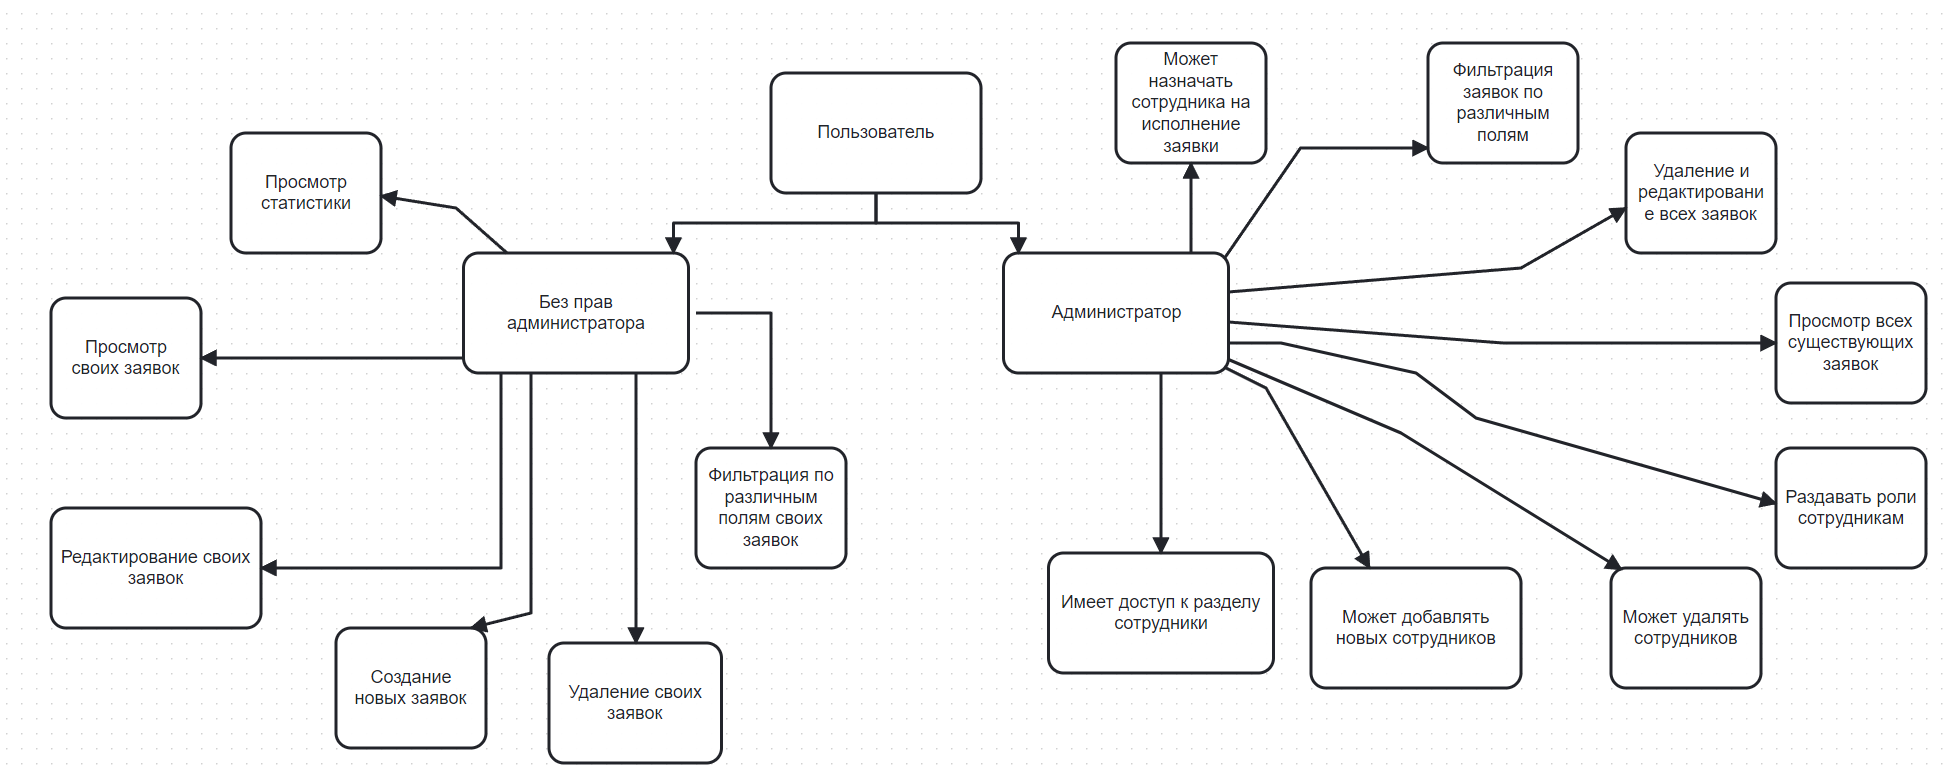 Может
назначать
сотрудника на
исполнение
заявки
Фильтрация
заявок по
различным
полям
Пользователь
Удаление и
редактировани
е всех заявок
Просмотр
статистики
Без прав
администратора
Администратор
Просмотр всех
существующих
заявок
Просмотр
своих заявок
Фильтрация по
различным
полям своих
заявок
Раздавать роли
сотрудникам
Редактирование своих
заявок
Имеет доступ к разделу
сотрудники
Может добавлять
новых сотрудников
Может удалять
сотрудников
Создание
новых заявок
Удаление своих
заявок